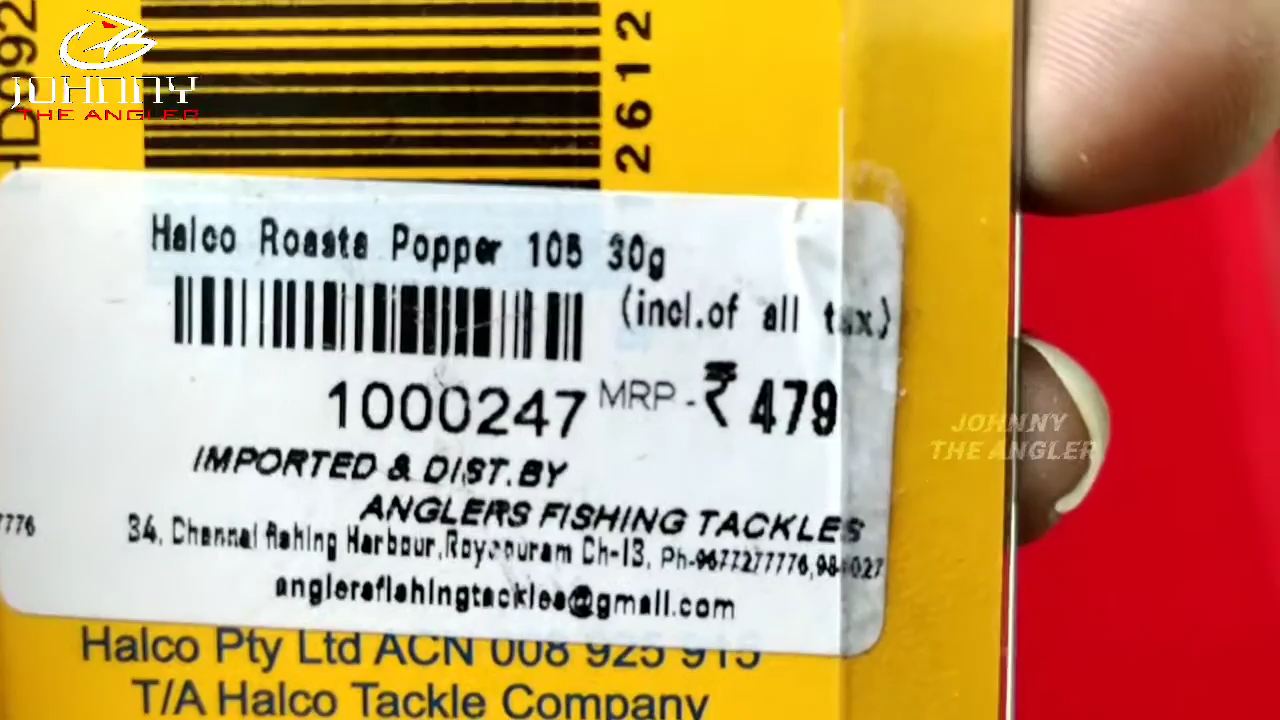 JOHNNY
THE ANGLER
2612
Halco Roasta Popper 105 30g
(incl.of all tax)
1000247 MRP-₹ 479
IMPORTED & DIST.BY
ANGLERS FISHING TACKLES
34, Chennai fishing Harbour,Royapuram Ch-13, Ph-9677277776,
7776
anglersfishingtackles@gmail.com
Halco Pty Ltd ACN 008 925 915
T/A Halco Tackle Company
JOHNNY
THE ANGLER